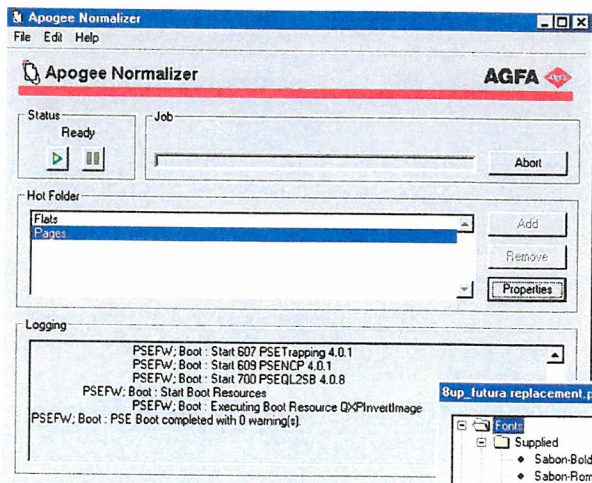 Apogee Normalizer
File Edit Help
Apogee Normalizer
AGFA
Status
Ready
Job
Abort
Hot Folder
Flats
Pages
Add
Remove
Properties
Logging
PSEFW; Boot : Start 607 PSETrapping 4.0.1
PSEFW; Boot : Start 609 PSENCP 4.0.1
PSEFW; Boot : Start 700 PSEQL2SB 4.0.8
PSEFW; Boot : Start Boot Resources
PSEFW; Boot : Executing Boot Resource QXPInvertImage
PSEFW; Boot : PSE Boot completed with 0 warning(s).
8up_futura replacement.p
Fonts
Supplied
Sabon-Bold
Sabon-Rom